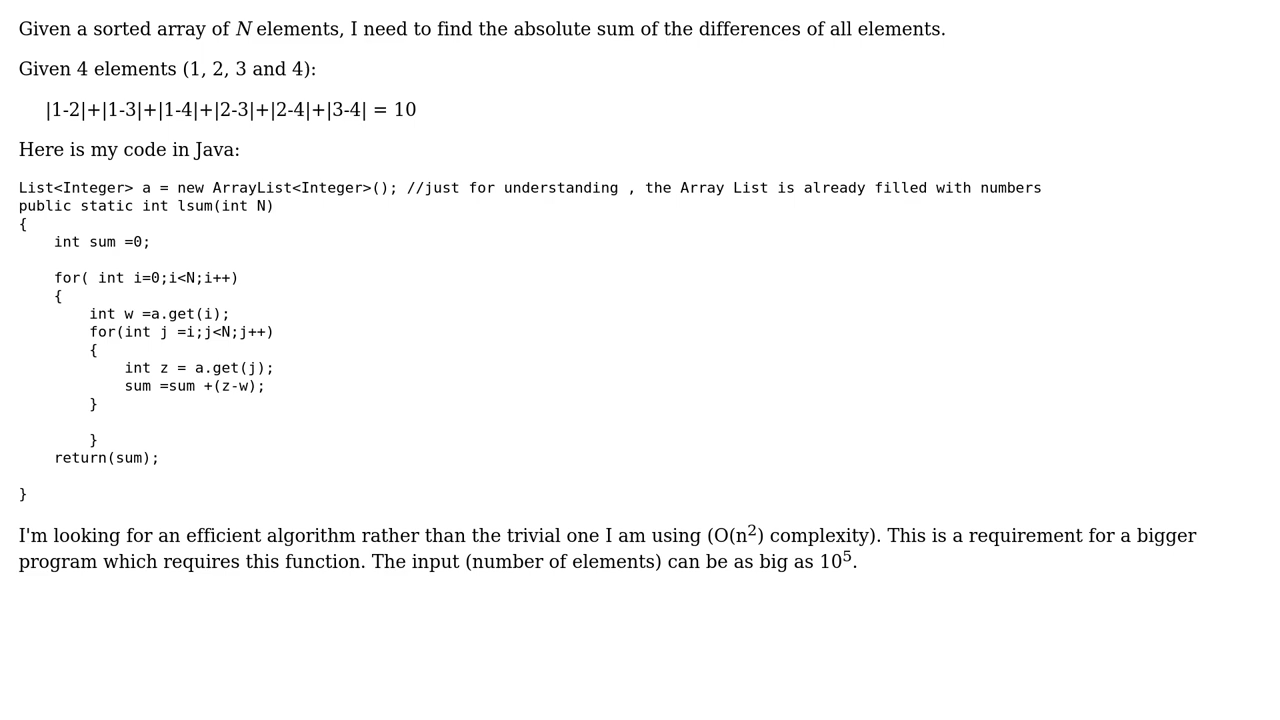 Given a sorted array of N elements, I need to find the absolute sum of the differences of all elements.
Given 4 elements (1, 2, 3 and 4):
|1-2|+|1-3|+|1-4|+|2-3|+|2-4|+|3-4| = 10
Here is my code in Java:
List<Integer> a = new ArrayList<Integer>(); //just for understanding , the Array List is already filled with numbers
public static int lsum(int N)
{
    int sum =0;

    for( int i=0;i<N;i++)
    {
        int w =a.get(i);
        for(int j =i;j<N;j++)
        {
            int z = a.get(j);
            sum =sum +(z-w);
        }

        }
    return(sum);

}
I'm looking for an efficient algorithm rather than the trivial one I am using (O(n²) complexity). This is a requirement for a bigger
program which requires this function. The input (number of elements) can be as big as 10⁵.